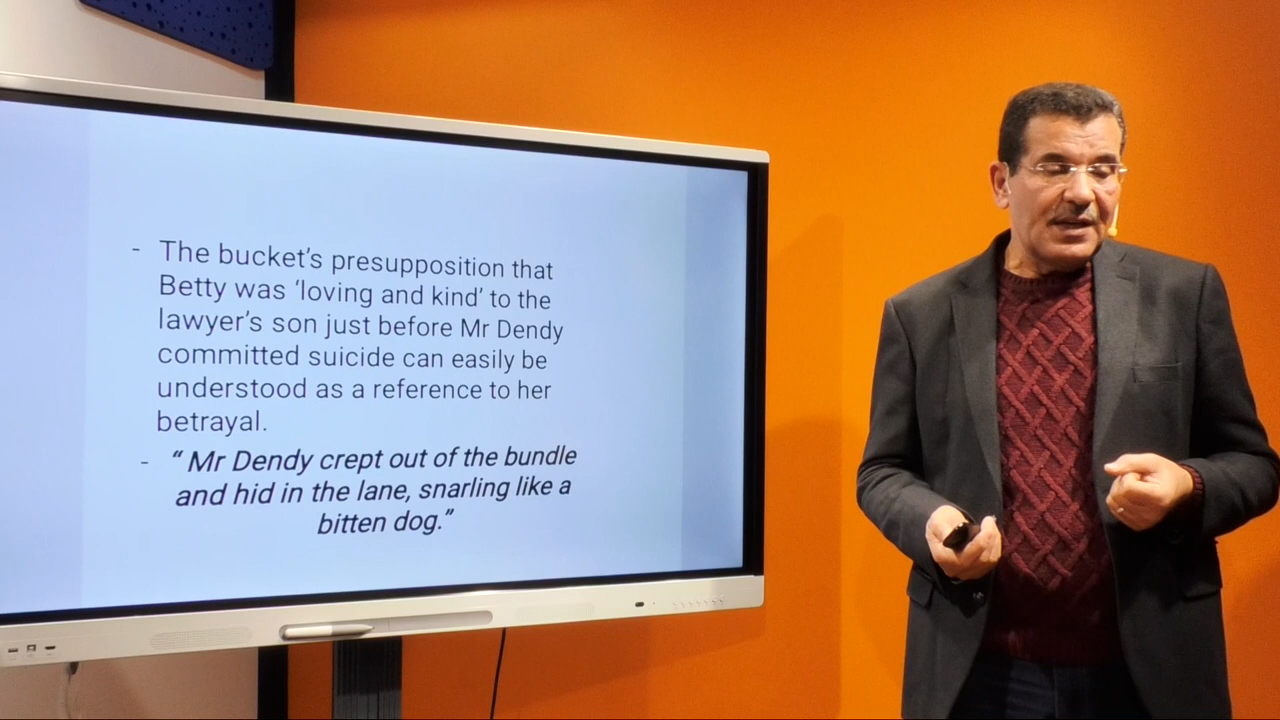 - The bucket's presupposition that
Betty was 'loving and kind' to the
lawyer's son just before Mr Dendy
committed suicide can easily be
understood as a reference to her
betrayal.
- “ Mr Dendy crept out of the bundle
and hid in the lane, snarling like a
bitten dog.”